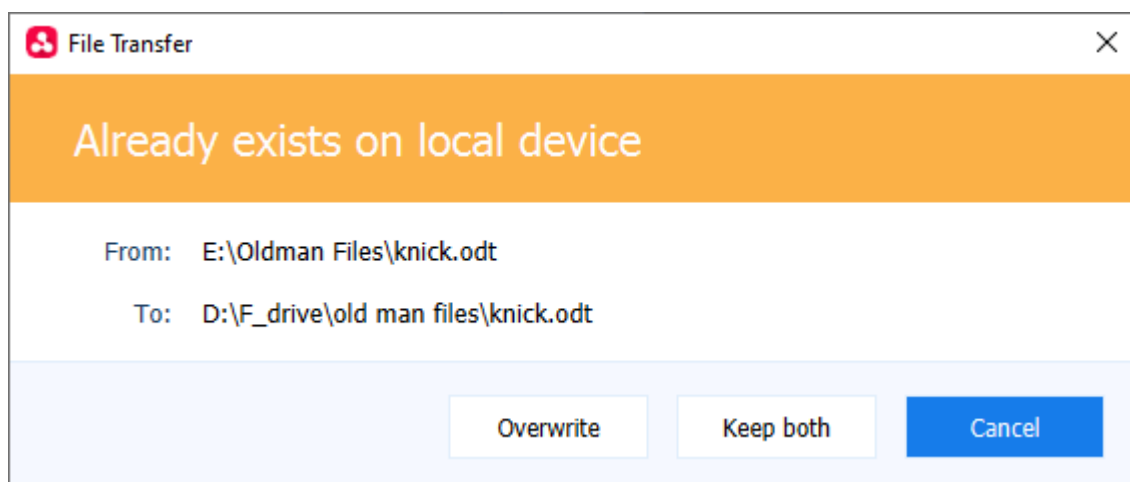 File Transfer
Already exists on local device
From: E:\Oldman Files\knick.odt
To: D:\F_drive\old man files\knick.odt
Overwrite Keep both Cancel